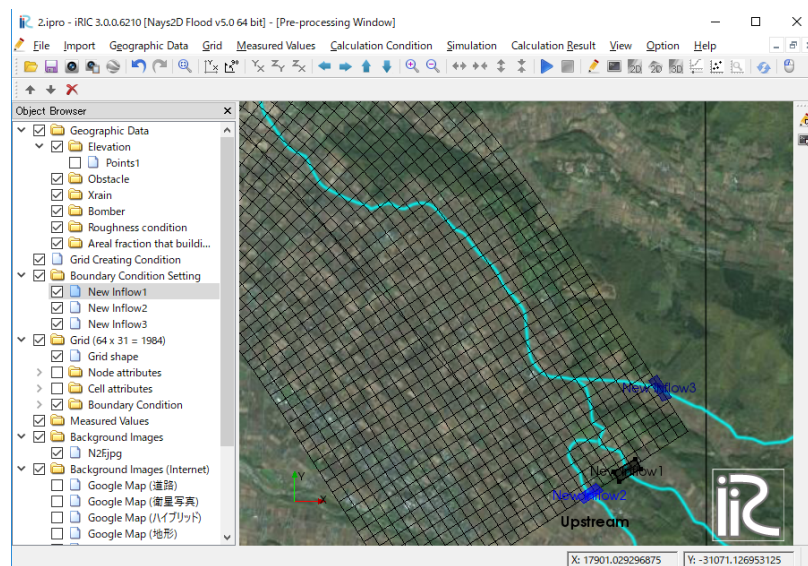 2.ipro - iRIC 3.0.0.6210 [Nays2D Flood v5.0 64 bit] - [Pre-processing Window]
File Import Geographic Data Grid Measured Values Calculation Condition Simulation Calculation Result View Option Help
Object Browser
Geographic Data
Elevation
Points1
Obstacle
Xrain
Bomber
Roughness condition
Areal fraction that buildi...
Grid Creating Condition
Boundary Condition Setting
New Inflow1
New Inflow2
New Inflow3
Grid (64 x 31 = 1984)
Grid shape
Node attributes
Cell attributes
Boundary Condition
Measured Values
Background Images
N2F.jpg
Background Images (Internet)
Google Map (道路)
Google Map (衛星写真)
Google Map (ハイブリッド)
Google Map (地形)
New Inflow3
New Inflow1
New Inflow2
Upstream
Y
X
iRIC
X: 17901.029296875 Y: -31071.126953125